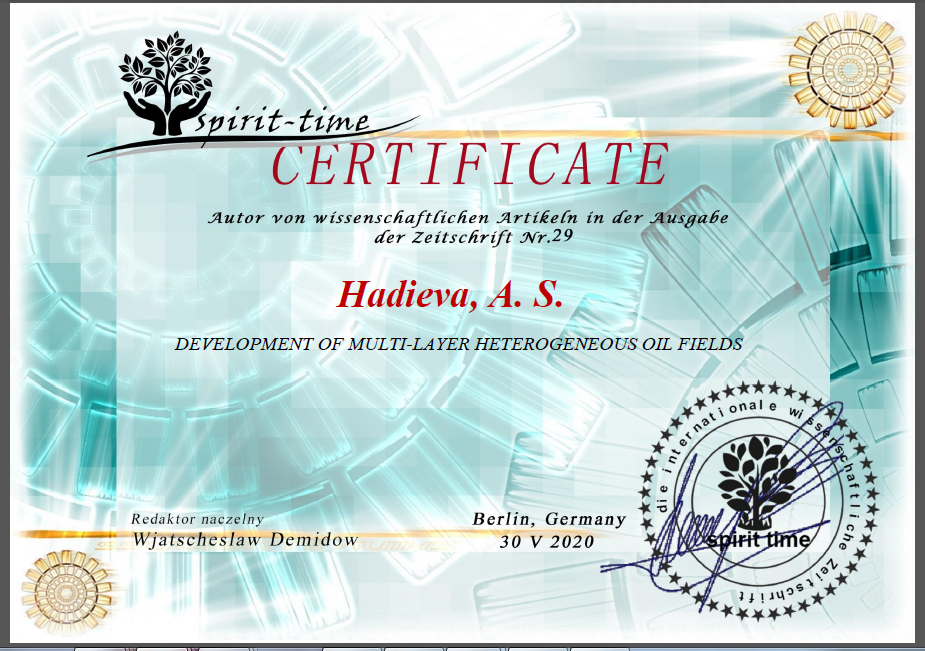 spirit-time
CERTIFICATE
Autor von wissenschaftlichen Artikeln in der Ausgabe
der Zeitschrift Nr.29
Hadieva, A. S.
DEVELOPMENT OF MULTI-LAYER HETEROGENEOUS OIL FIELDS
Redaktor naczelny
Wjatscheslaw Demidow
Berlin, Germany
30 V 2020
die internationale wissenschaftliche Zeitschrift
spirit time